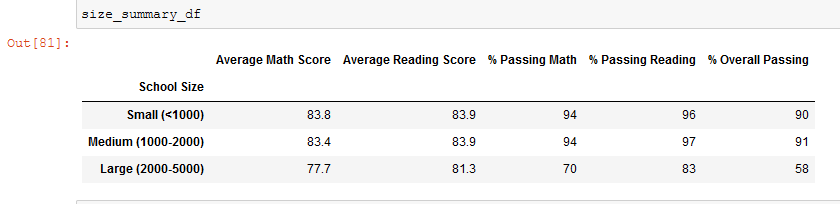 size_summary_df
Out[81]:
Average Math Score Average Reading Score % Passing Math % Passing Reading % Overall Passing
School Size
Small (<1000) 83.8 83.9 94 96 90
Medium (1000-2000) 83.4 83.9 94 97 91
Large (2000-5000) 77.7 81.3 70 83 58